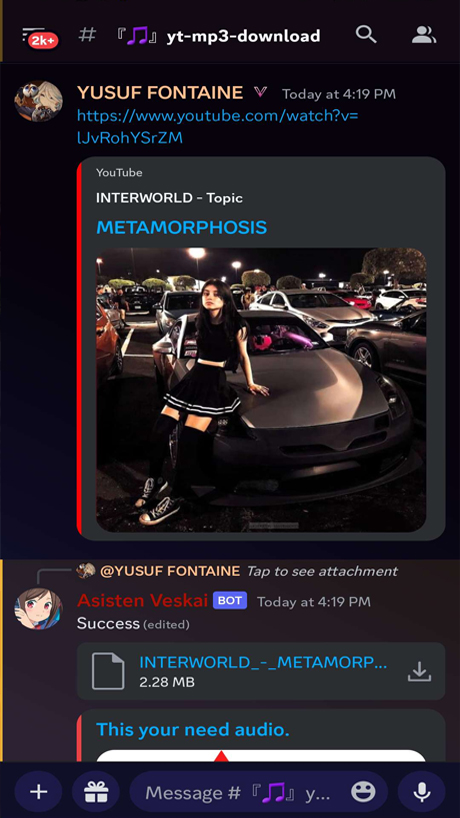 2k+
# 『🎵』 yt-mp3-download
YUSUF FONTAINE Today at 4:19 PM
https://www.youtube.com/watch?v=
lJvRohYSrZM
YouTube
INTERWORLD - Topic
METAMORPHOSIS
@YUSUF FONTAINE Tap to see attachment
Asisten Veskai BOT Today at 4:19 PM
Success (edited)
INTERWORLD_-_METAMORP...
2.28 MB
This your need audio.
Message # 『🎵』 y...